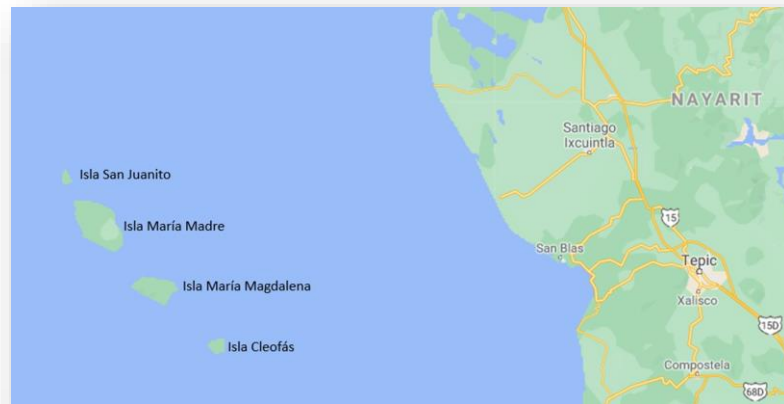 NAYARIT
Santiago
Ixcuintla
Isla San Juanito
15
Isla María Madre
San Blas
Tepic
Isla María Magdalena
Xalisco
15D
Isla Cleofás
Compostela
68D